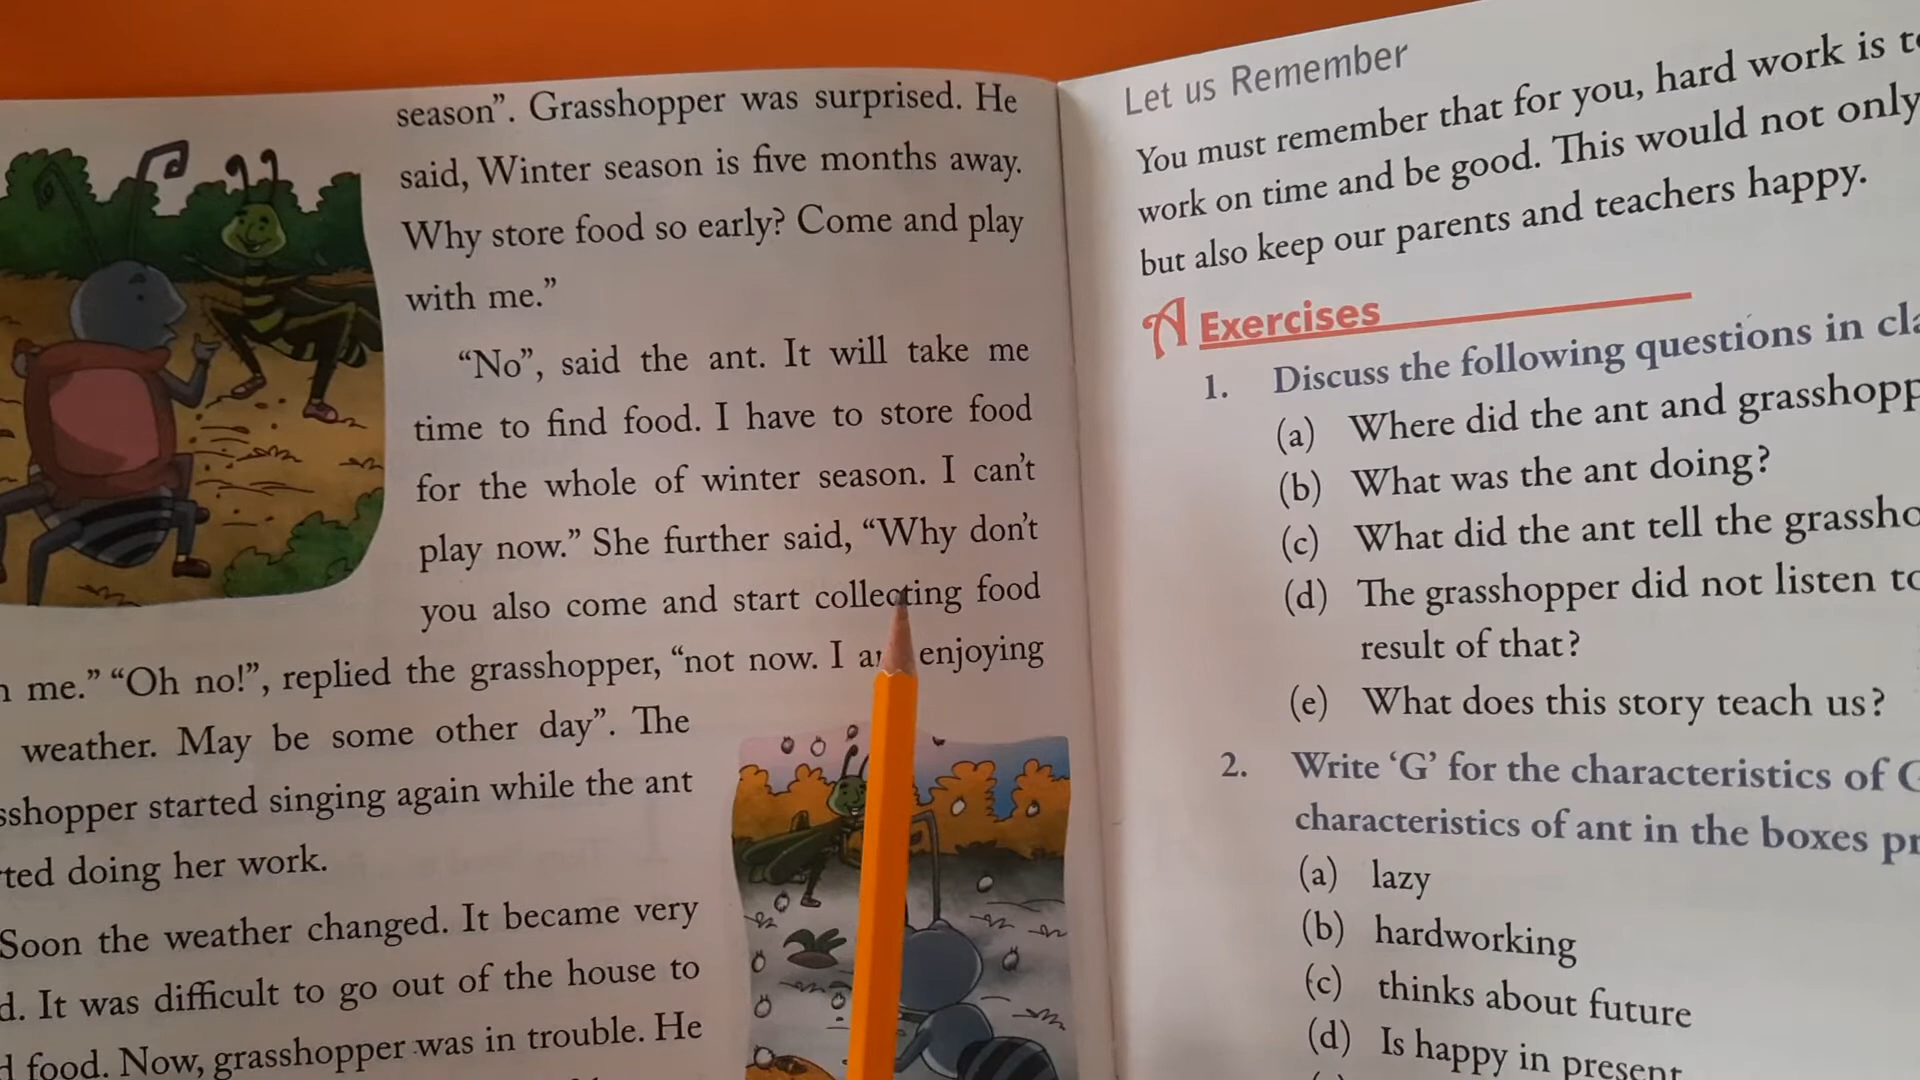 season”. Grasshopper was surprised. He
said, Winter season is five months away.
Why store food so early? Come and play
with me.”
“No”, said the ant. It will take me
time to find food. I have to store food
for the whole of winter season. I can’t
play now.” She further said, “Why don’t
you also come and start collecting food
me.” “Oh no!”, replied the grasshopper, “not now. I enjoying
weather. May be some other day”. The
started singing again while the ant
doing her work.
Soon the weather changed. It became very
It was difficult to go out of the house to
food. Now, grasshopper was in trouble. He
Let us Remember
You must remember that for you, hard work is
work on time and be good. This would not only
but also keep our parents and teachers happy.
A Exercises
1. Discuss the following questions in
(a) Where did the ant and
(b) What was the ant doing?
(c) What did the ant tell the
(d) The grasshopper did not listen
result of that?
(e) What does this story teach us?
2. Write ‘G’ for the characteristics of
characteristics of ant in the boxes
(a) lazy
(b) hardworking
(c) thinks about future
(d) Is happy in present